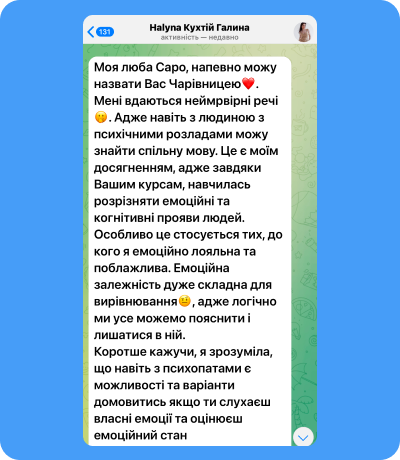 131
Halyna Кухтій Галина
активність — недавно
Моя люба Саро, напевно можу
назвати Вас Чарівницею❤️.
Мені вдаються неймрвірні речі
🤫. Адже навіть з людиною з
психічними розладами можу
знайти спільну мову. Це є моїм
досягненням, адже завдяки
Вашим курсам, навчилась
розрізняти емоційні та
когнітивні прояви людей.
Особливо це стосується тих, до
кого я емоційно лояльна та
поблажлива. Емоційна
залежність дуже складна для
вирівнювання🫤, адже логічно
ми усе можемо пояснити і
лишатися в ній.
Коротше кажучи, я зрозуміла,
що навіть з психопатами є
можливості та варіанти
домовитись якщо ти слухаєш
власні емоції та оцінюєш
емоційний стан